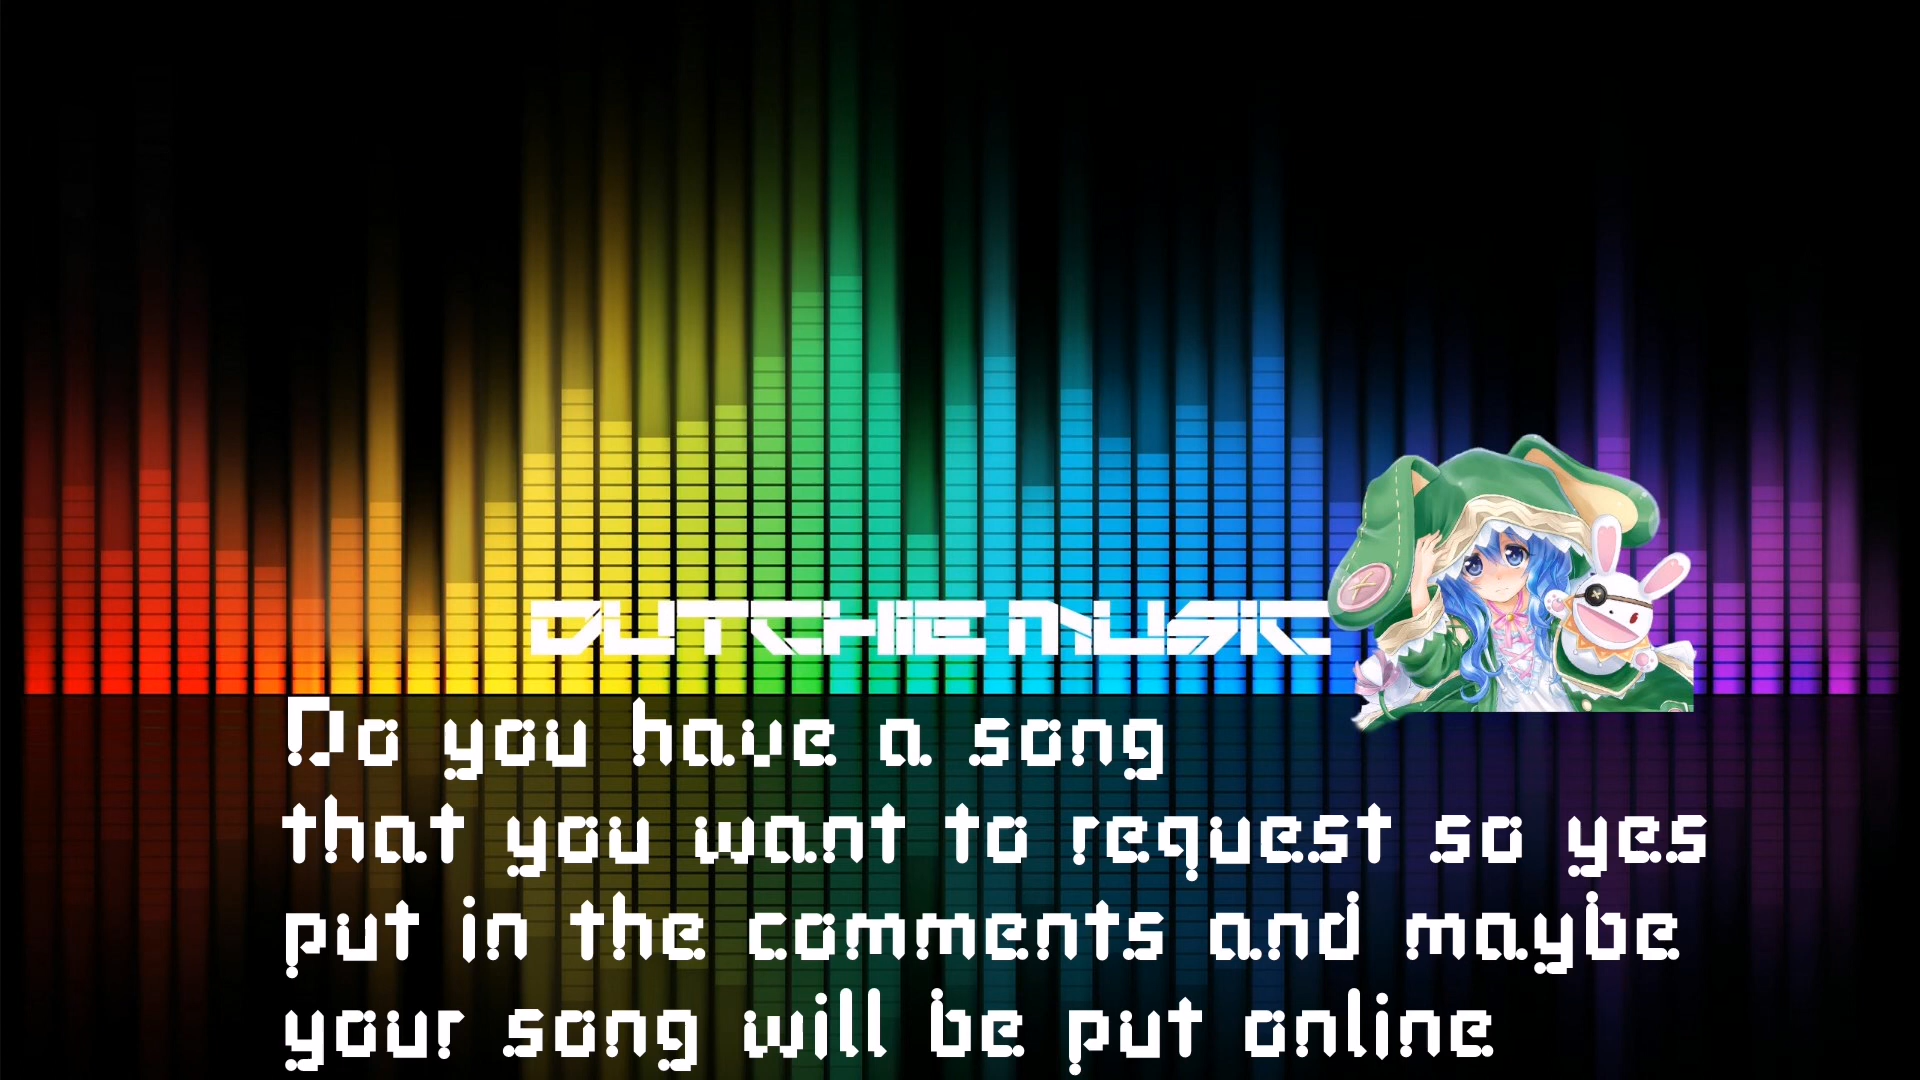 DUTCHIE MUSIC
Do you have a song
that you want to request so yes
put in the comments and maybe
your song will be put online